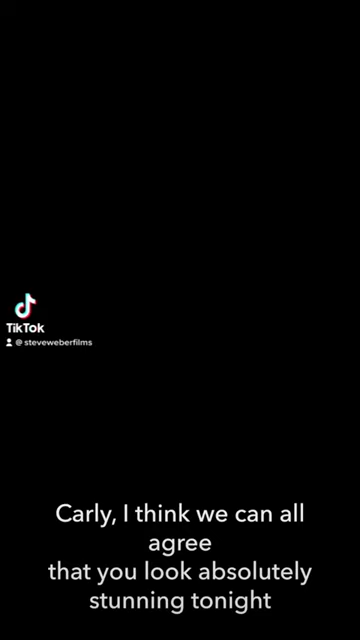 TikTok
@ steveweberfilms
Carly, I think we can all
agree
that you look absolutely
stunning tonight